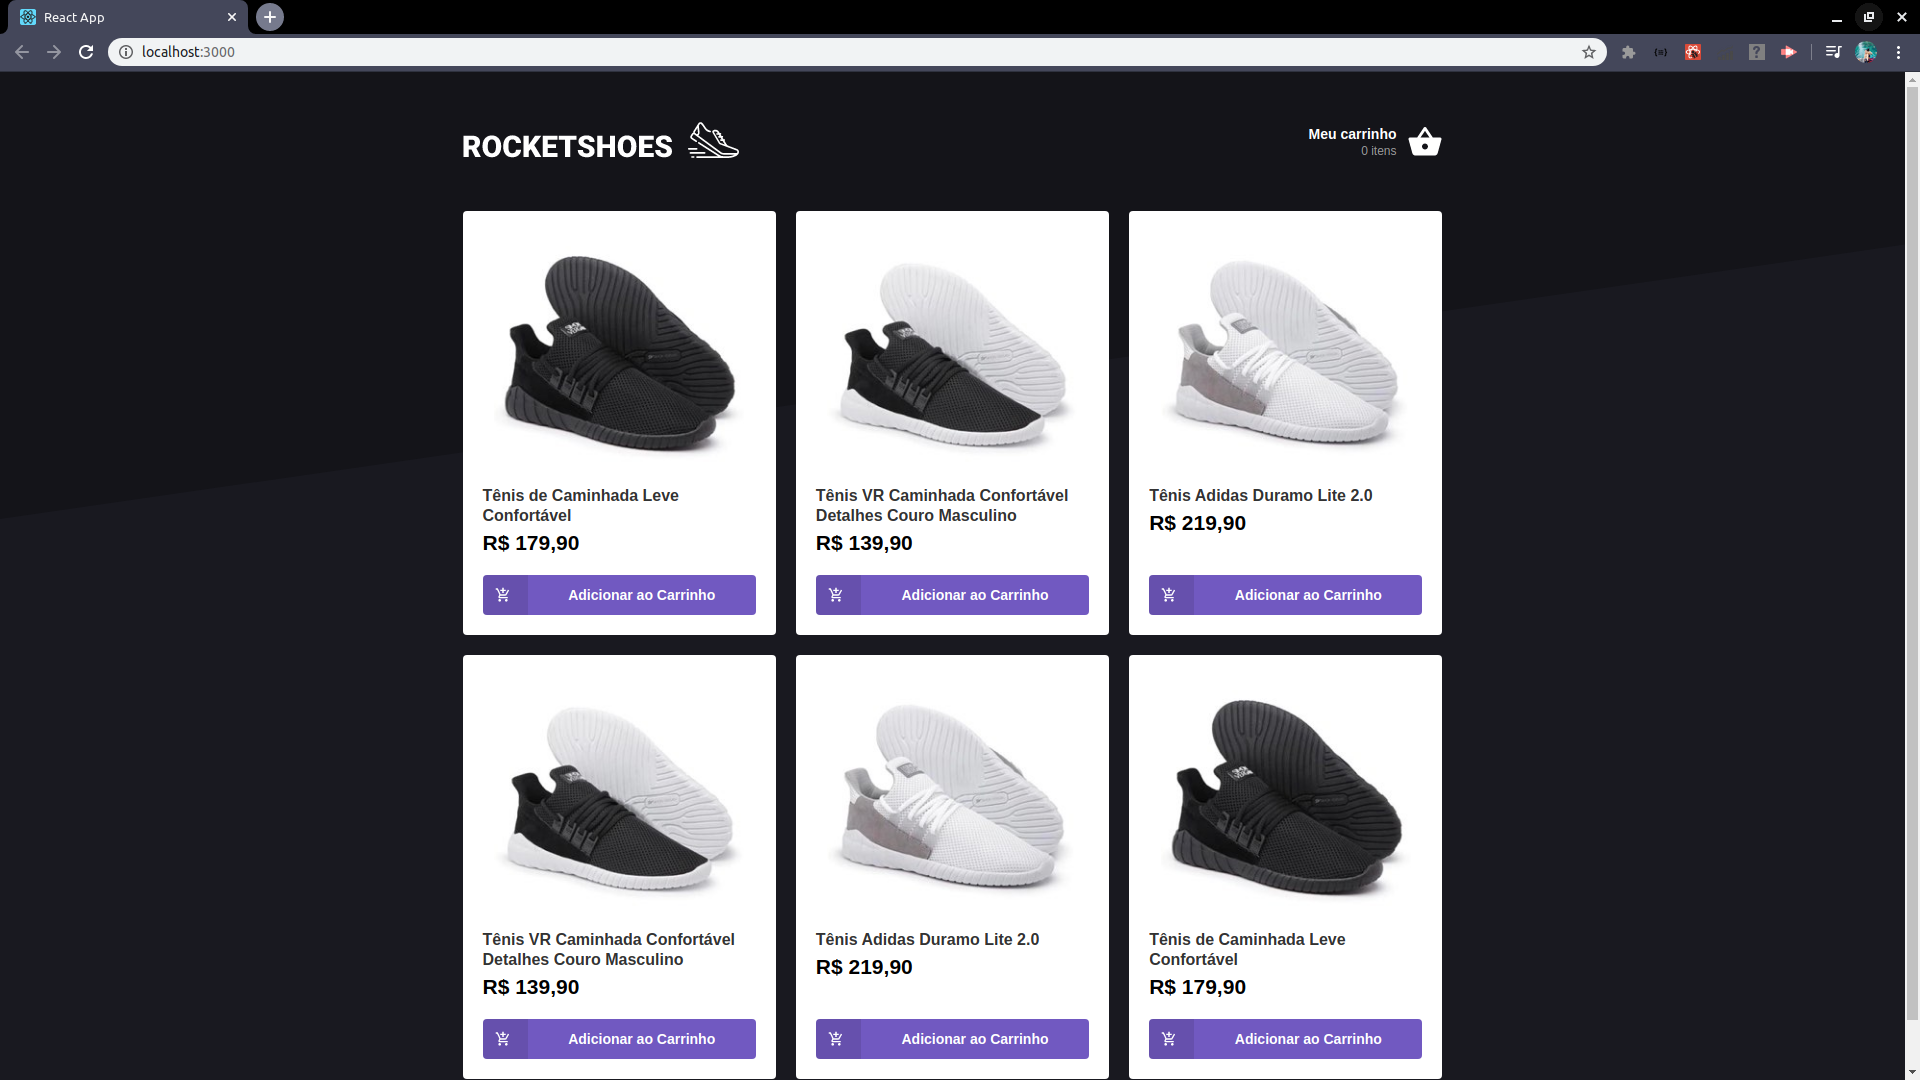 React App
localhost:3000
ROCKETSHOES
Meu carrinho
0 itens
Tênis de Caminhada Leve
Confortável
R$ 179,90
Adicionar ao Carrinho
Tênis VR Caminhada Confortável
Detalhes Couro Masculino
R$ 139,90
Adicionar ao Carrinho
Tênis Adidas Duramo Lite 2.0
R$ 219,90
Adicionar ao Carrinho
Tênis VR Caminhada Confortável
Detalhes Couro Masculino
R$ 139,90
Adicionar ao Carrinho
Tênis Adidas Duramo Lite 2.0
R$ 219,90
Adicionar ao Carrinho
Tênis de Caminhada Leve
Confortável
R$ 179,90
Adicionar ao Carrinho